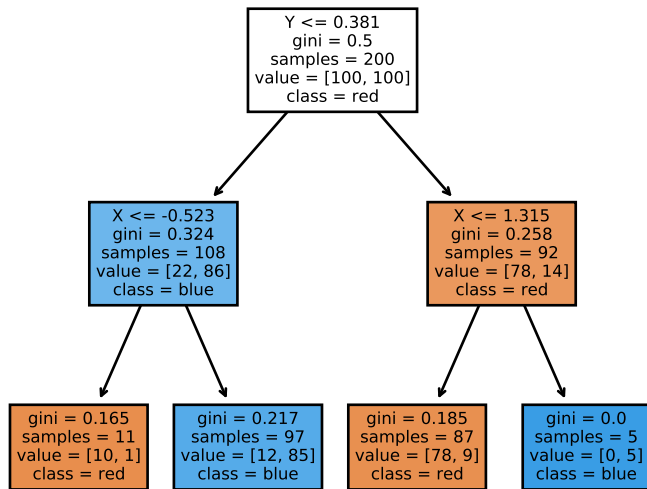 Y <= 0.381
gini = 0.5
samples = 200
value = [100, 100]
class = red
X <= -0.523
gini = 0.324
samples = 108
value = [22, 86]
class = blue
X <= 1.315
gini = 0.258
samples = 92
value = [78, 14]
class = red
gini = 0.165
samples = 11
value = [10, 1]
class = red
gini = 0.217
samples = 97
value = [12, 85]
class = blue
gini = 0.185
samples = 87
value = [78, 9]
class = red
gini = 0.0
samples = 5
value = [0, 5]
class = blue